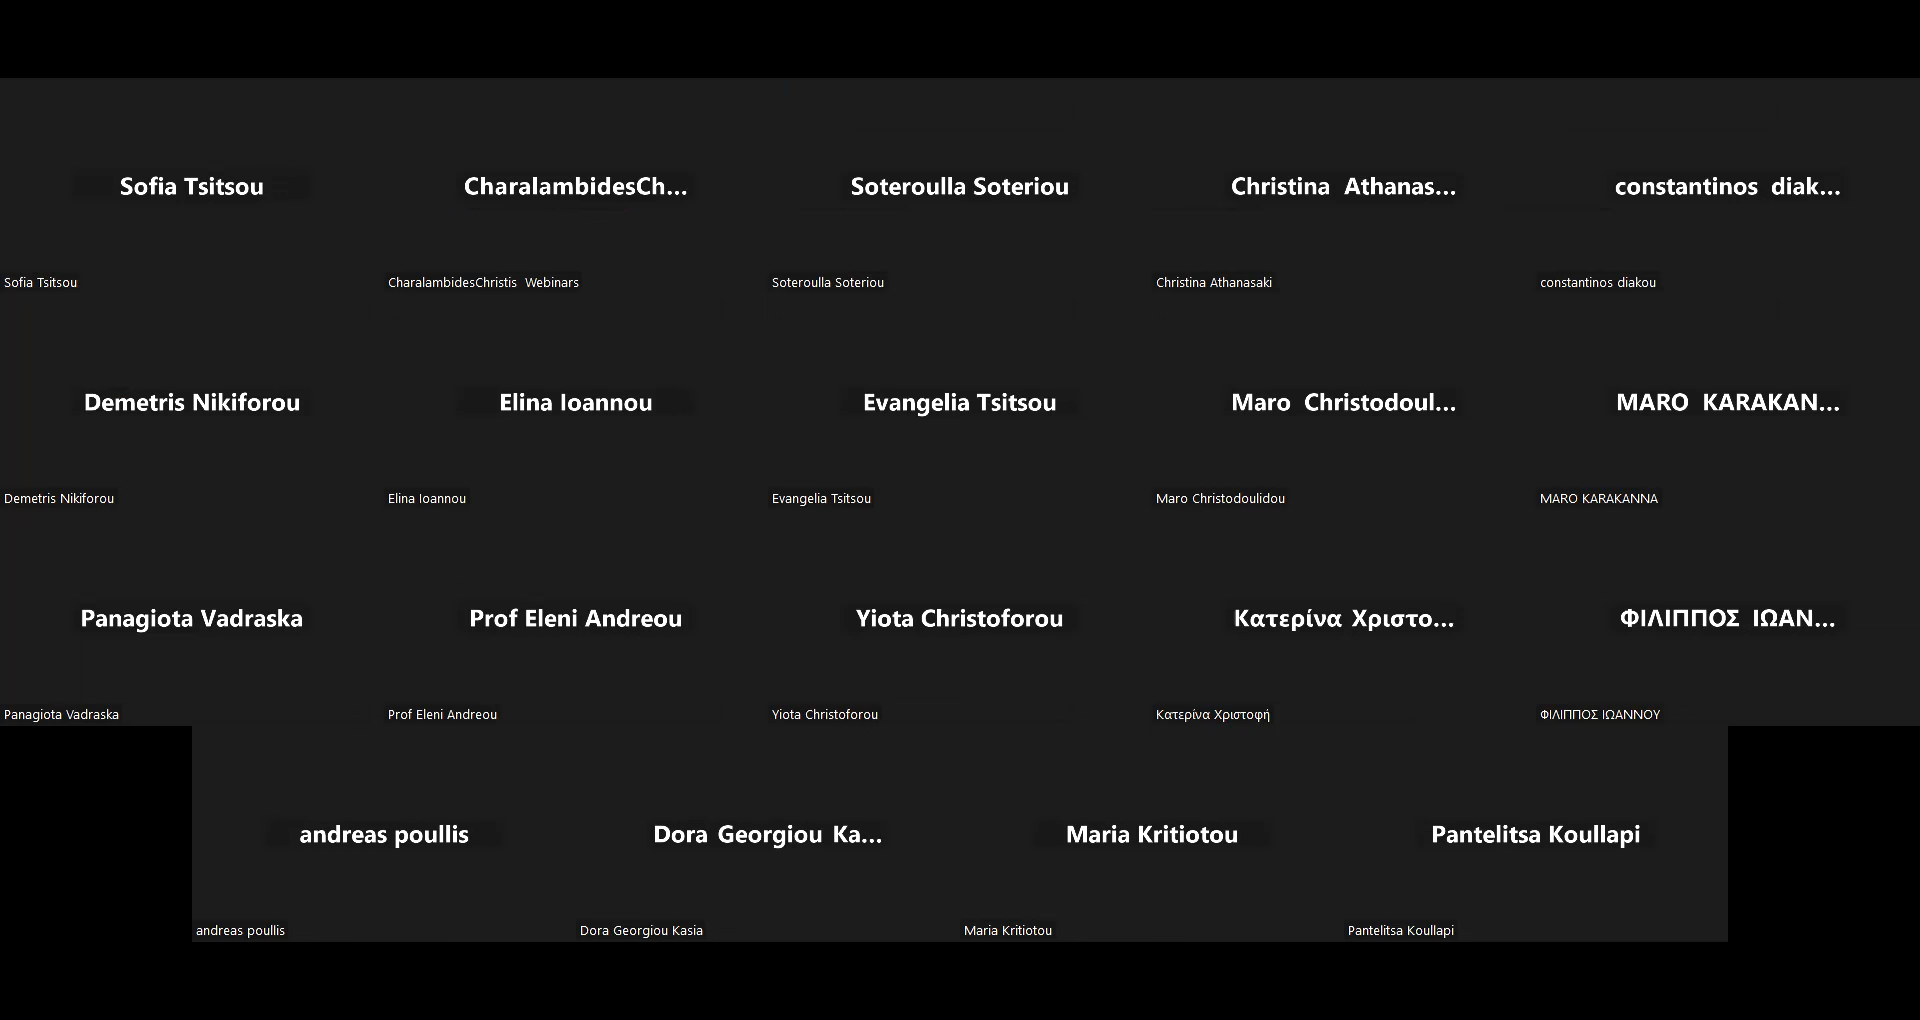 Sofia Tsitsou
CharalambidesCh...
Soteroulla Soteriou
Christina Athanas...
constantinos diak...
Sofia Tsitsou
CharalambidesChristis Webinars
Soteroulla Soteriou
Christina Athanasaki
constantinos diakou
Demetris Nikiforou
Elina Ioannou
Evangelia Tsitsou
Maro Christodoul...
MARO KARAKAN...
Demetris Nikiforou
Elina Ioannou
Evangelia Tsitsou
Maro Christodoulidou
MARO KARAKANNA
Panagiota Vadraska
Prof Eleni Andreou
Yiota Christoforou
Κατερίνα Χριστο...
ΦΙΛΙΠΠΟΣ ΙΩΑΝ...
Panagiota Vadraska
Prof Eleni Andreou
Yiota Christoforou
Κατερίνα Χριστοφή
ΦΙΛΙΠΠΟΣ ΙΩΑΝΝΟΥ
andreas poullis
Dora Georgiou Ka...
Maria Kritiotou
Pantelitsa Koullapi
andreas poullis
Dora Georgiou Kasia
Maria Kritiotou
Pantelitsa Koullapi